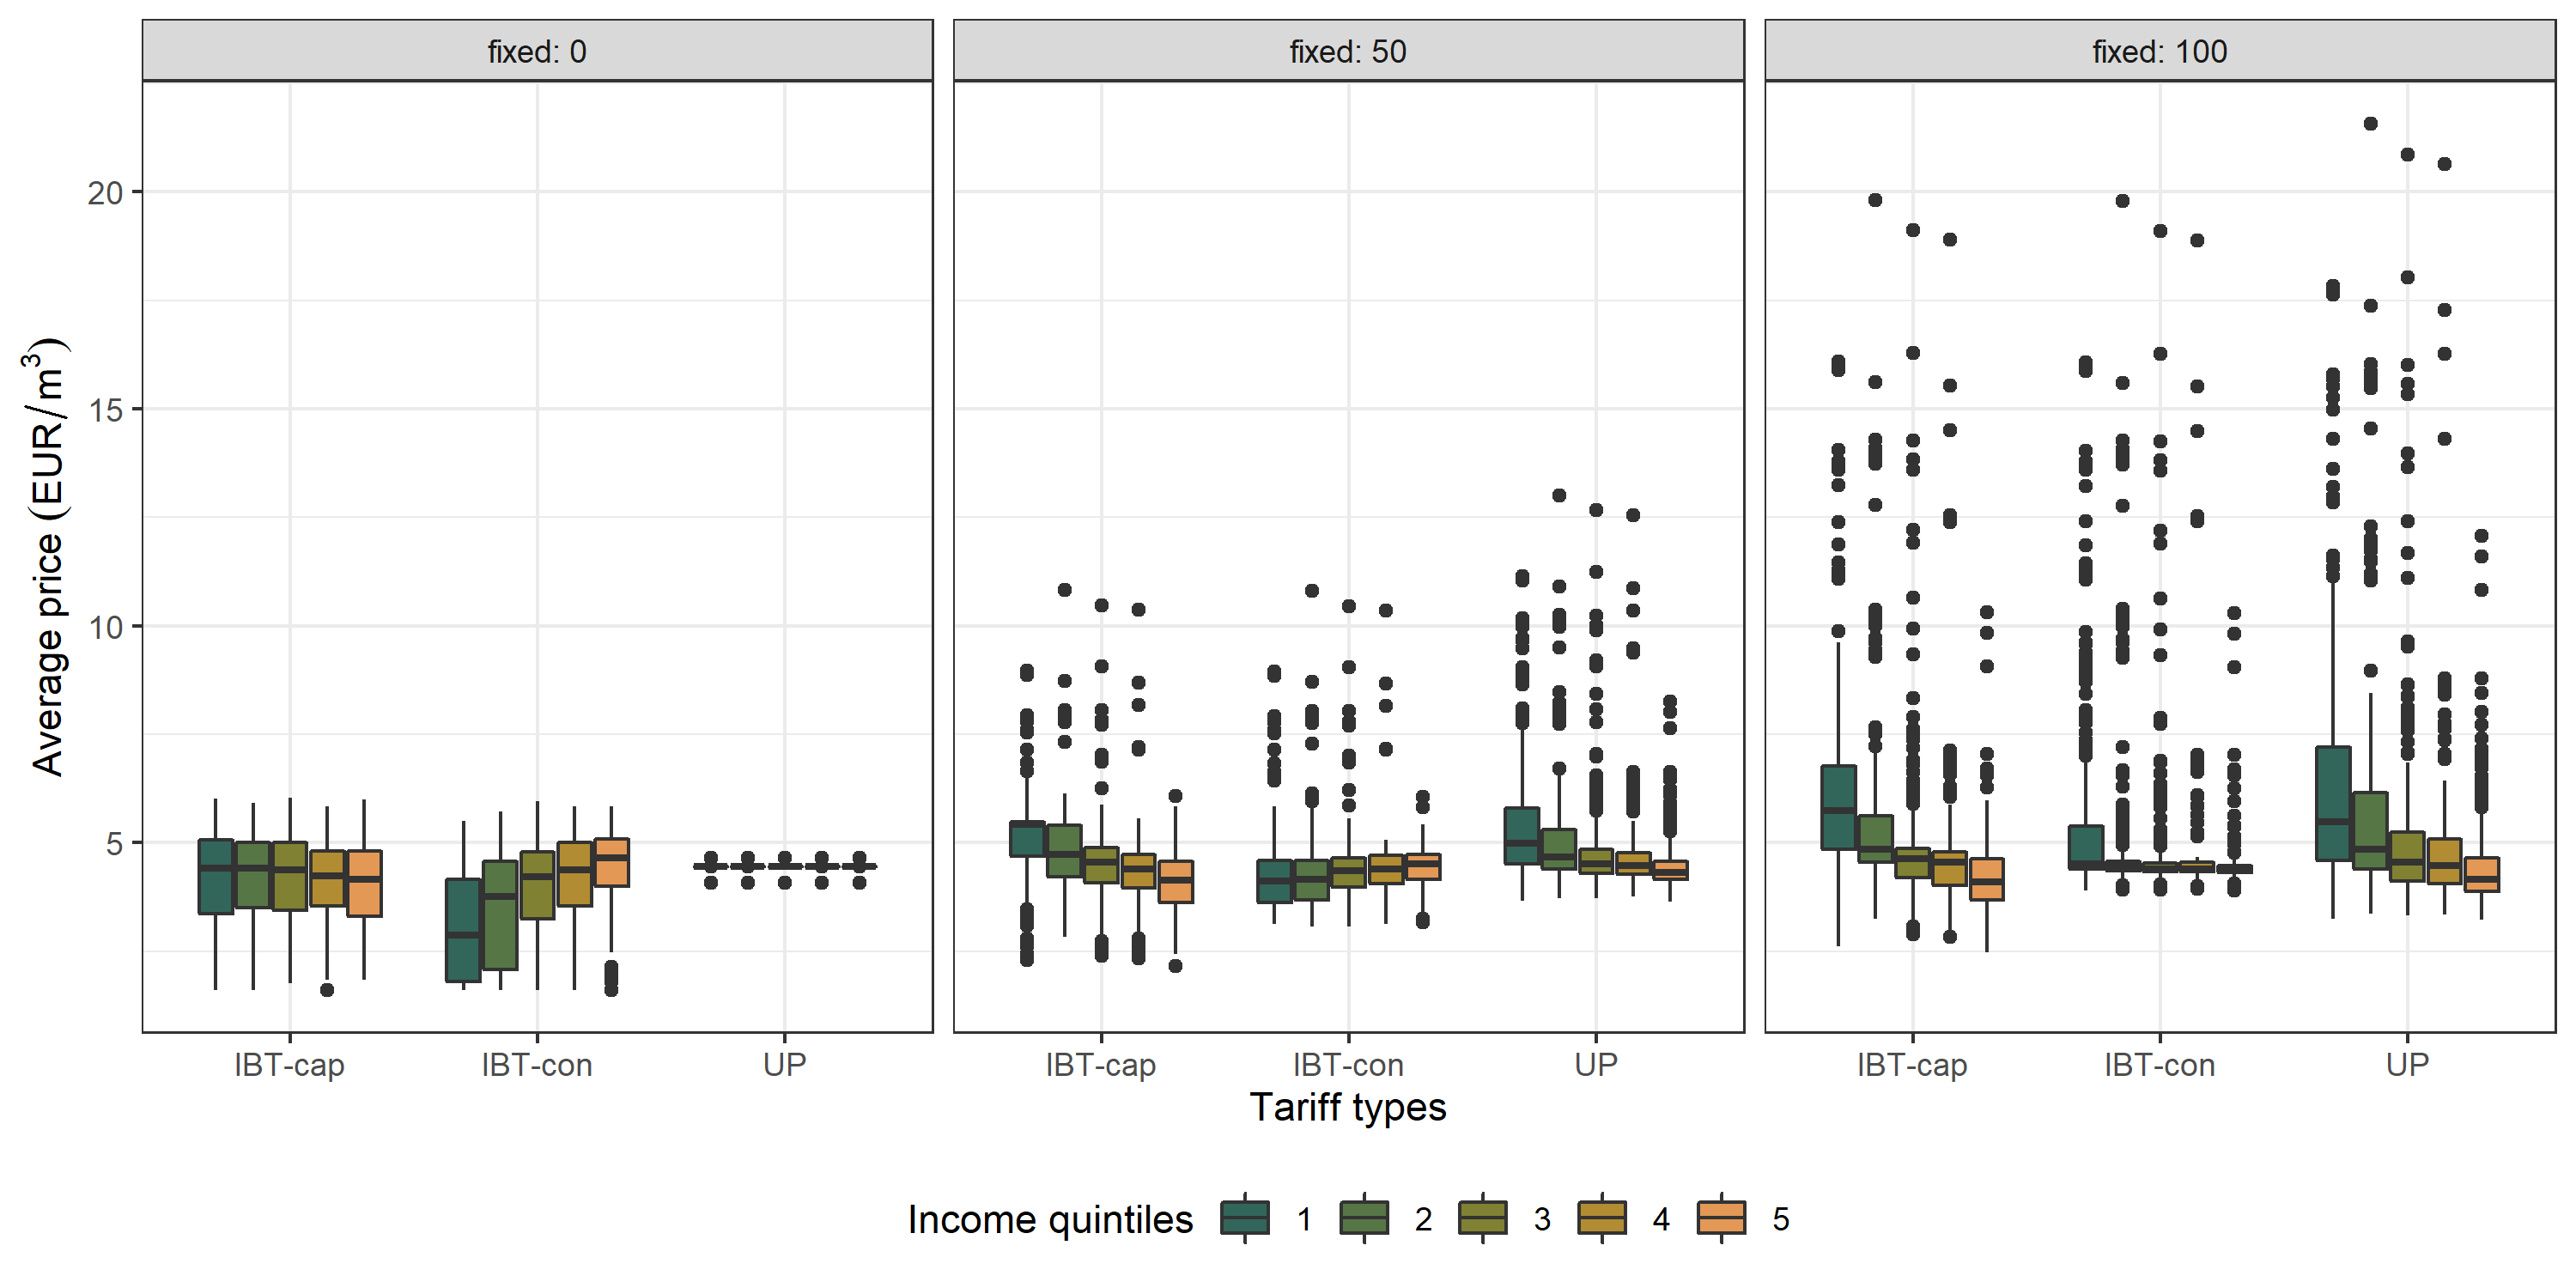 fixed: 0
fixed: 50
fixed: 100
Average price (EUR/m³)
20
15
10
5
IBT-cap IBT-con UP
IBT-cap IBT-con UP
IBT-cap IBT-con UP
Tariff types
Income quintiles 1 2 3 4 5